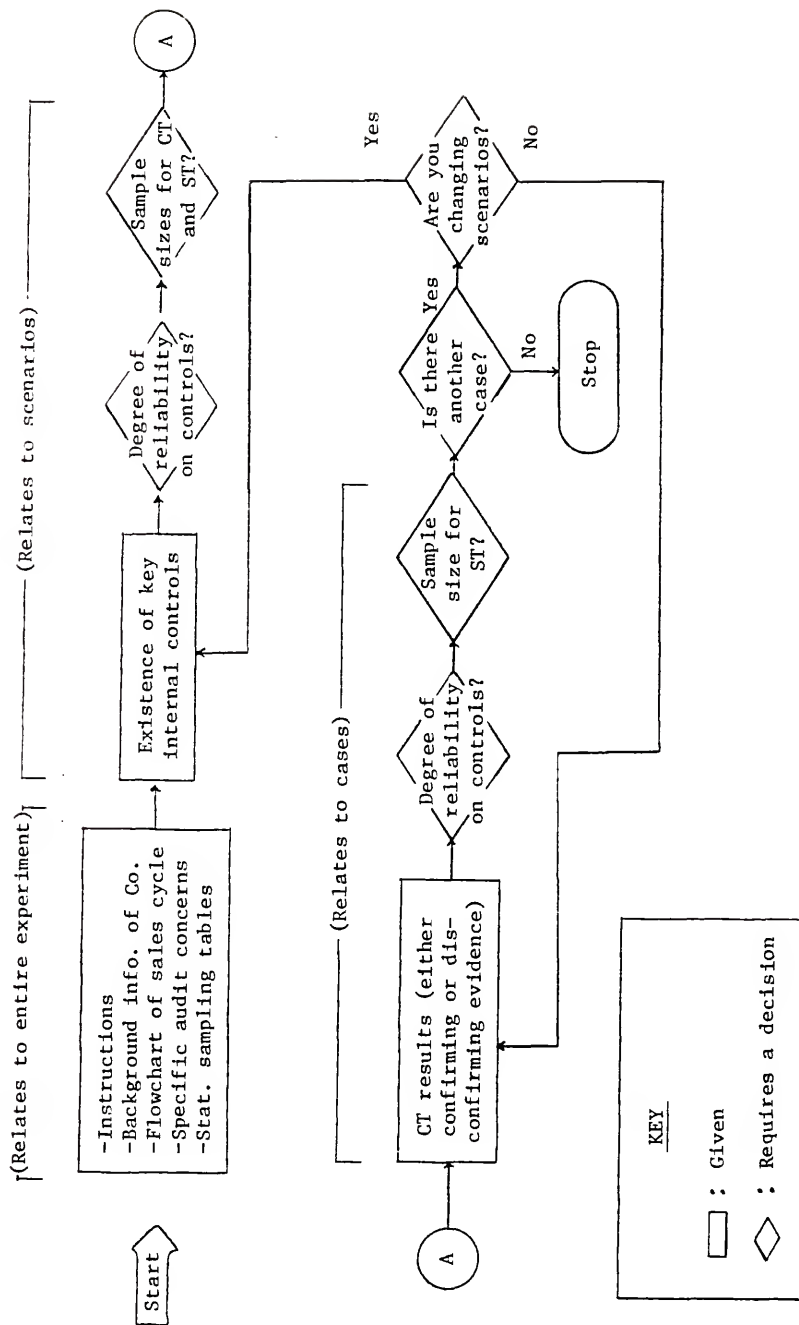 (Relates to entire experiment)
(Relates to scenarios)
Start
-Instructions
-Background info. of Co.
-Flowchart of sales cycle
-Specific audit concerns
-Stat. sampling tables
Existence of key
internal controls
Degree of
reliability
on controls?
Sample
sizes for CT
and ST?
A
(Relates to cases)
A
CT results (either
confirming or dis-
confirming evidence)
Degree of
reliability
on controls?
Sample
size for
ST?
Is there
another
case?
Yes
No
Stop
Are you
changing
scenarios?
Yes
No
KEY
: Given
: Requires a decision